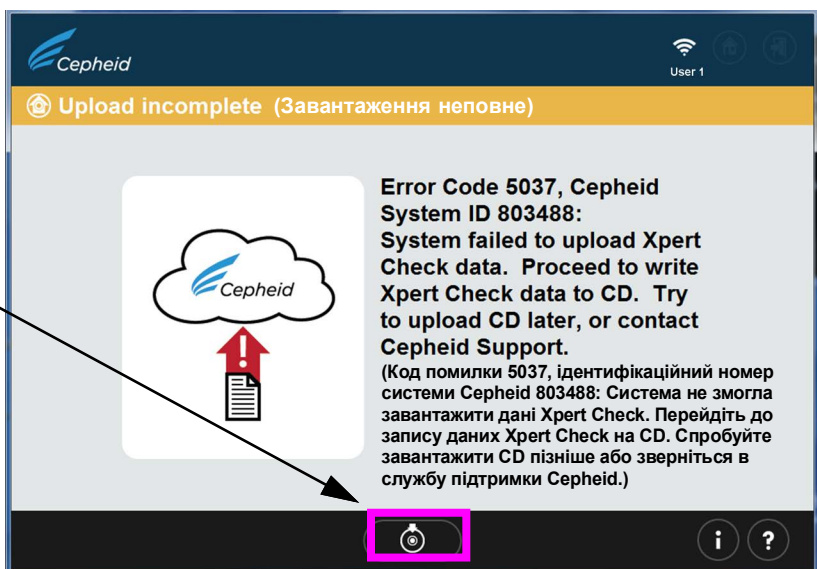 Cepheid
User 1
Upload incomplete (Завантаження неповне)
Error Code 5037, Cepheid
System ID 803488:
System failed to upload Xpert
Check data. Proceed to write
Xpert Check data to CD. Try
to upload CD later, or contact
Cepheid Support.
(Код помилки 5037, ідентифікаційний номер
системи Cepheid 803488: Система не змогла
завантажити дані Xpert Check. Перейдіть до
запису даних Xpert Check на CD. Спробуйте
завантажити CD пізніше або зверніться в
службу підтримки Cepheid.)
Cepheid
!
i ?